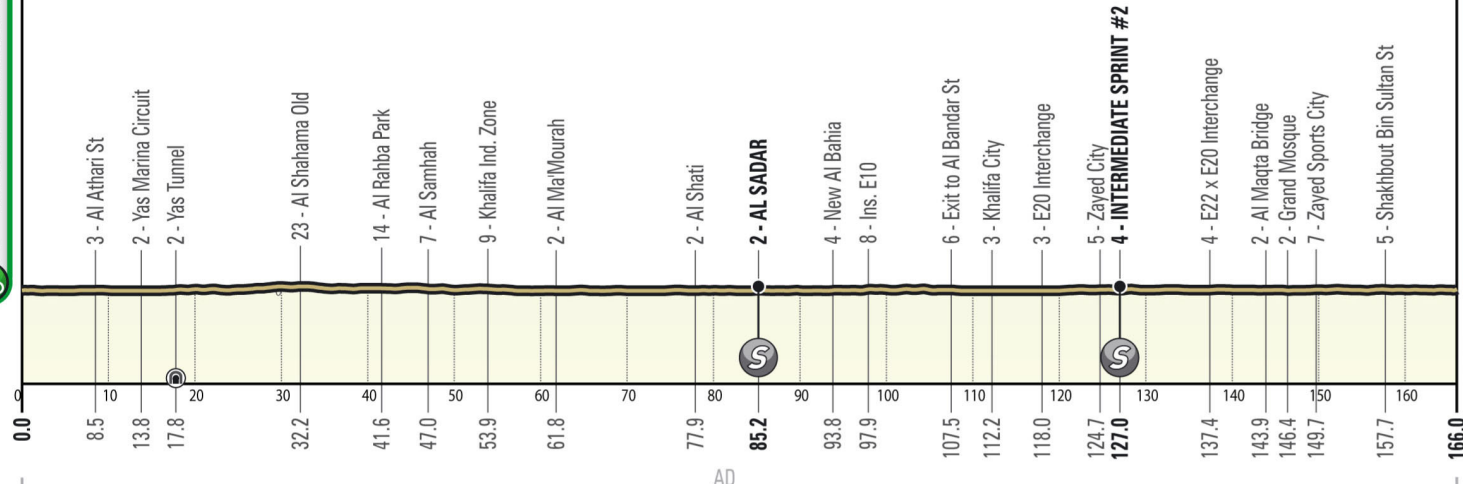 3 - Al Athari St
2 - Yas Marina Circuit
2 - Yas Tunnel
23 - Al Shahama Old
14 - Al Rahba Park
7 - Al Samhah
9 - Khalifa Ind. Zone
2 - Al Ma'Mourah
2 - Al Shati
2 - AL SADAR
4 - New Al Bahia
8 - Ins. E10
6 - Exit to Al Bandar St
3 - Khalifa City
3 - E20 Interchange
5 - Zayed City
4 - INTERMEDIATE SPRINT #2
4 - E22 x E20 Interchange
2 - Al Maqta Bridge
2 - Grand Mosque
7 - Zayed Sports City
5 - Shakhbout Bin Sultan St
S S
0 10 20 30 40 50 60 70 80 90 100 110 120 130 140 150 160
0.0 8.5 13.8 17.8 32.2 41.6 47.0 53.9 61.8 77.9 85.2 93.8 97.9 107.5 112.2 118.0 124.7 127.0 137.4 143.9 146.4 149.7 157.7 166.0
AD